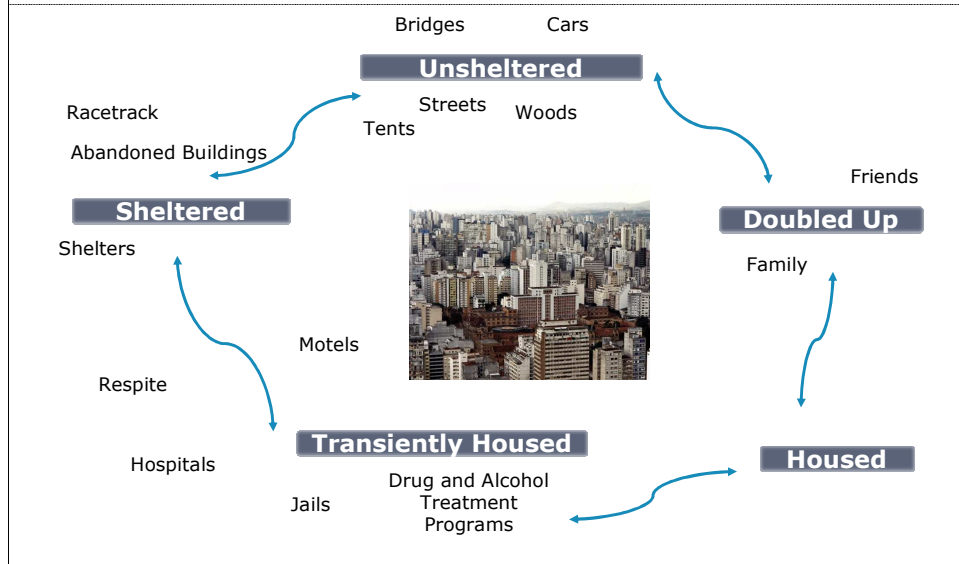 Bridges
Cars
Unsheltered
Streets
Tents
Woods
Racetrack
Abandoned Buildings
Sheltered
Shelters
Friends
Doubled Up
Family
Motels
Respite
Hospitals
Transiently Housed
Jails
Drug and Alcohol
Treatment
Programs
Housed